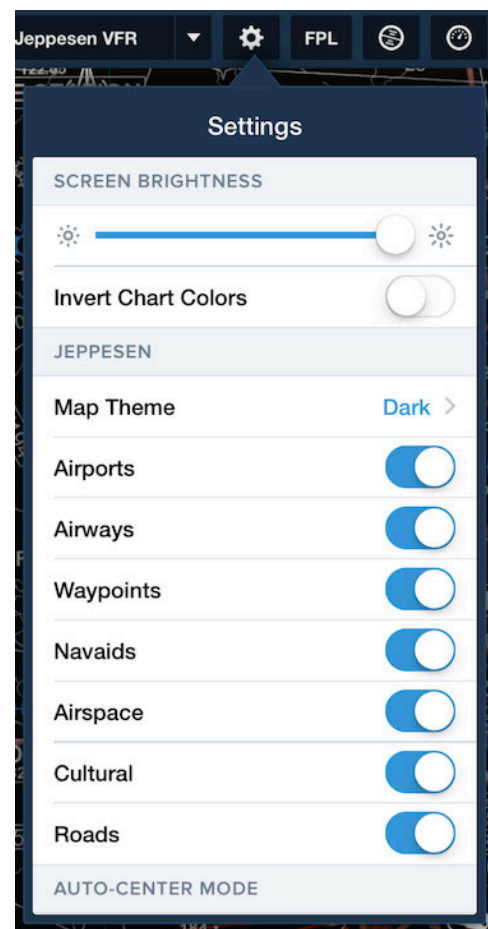 Jeppesen VFR FPL
Settings
SCREEN BRIGHTNESS
Invert Chart Colors
JEPPESEN
Map Theme Dark
Airports
Airways
Waypoints
Navaids
Airspace
Cultural
Roads
AUTO-CENTER MODE